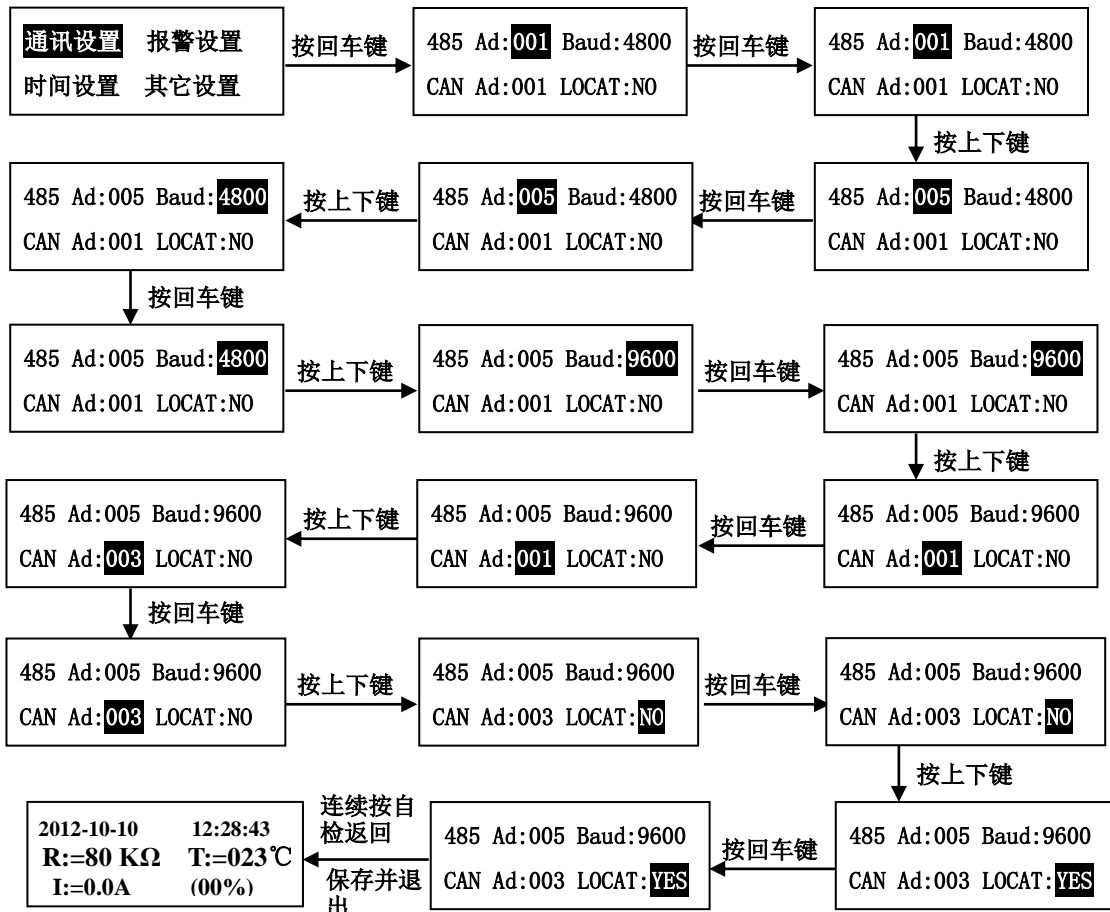 通讯设置 报警设置
时间设置 其它设置
按回车键
485 Ad:001 Baud:4800
CAN Ad:001 LOCAT:NO
按回车键
485 Ad:001 Baud:4800
CAN Ad:001 LOCAT:NO
按上下键
485 Ad:005 Baud:4800
CAN Ad:001 LOCAT:NO
按回车键
485 Ad:005 Baud:4800
CAN Ad:001 LOCAT:NO
按上下键
485 Ad:005 Baud:4800
CAN Ad:001 LOCAT:NO
按回车键
485 Ad:005 Baud:4800
CAN Ad:001 LOCAT:NO
按上下键
485 Ad:005 Baud:9600
CAN Ad:001 LOCAT:NO
按回车键
485 Ad:005 Baud:9600
CAN Ad:001 LOCAT:NO
按上下键
485 Ad:005 Baud:9600
CAN Ad:001 LOCAT:NO
按回车键
485 Ad:005 Baud:9600
CAN Ad:001 LOCAT:NO
按上下键
485 Ad:005 Baud:9600
CAN Ad:003 LOCAT:NO
按回车键
485 Ad:005 Baud:9600
CAN Ad:003 LOCAT:NO
按上下键
485 Ad:005 Baud:9600
CAN Ad:003 LOCAT:NO
按回车键
485 Ad:005 Baud:9600
CAN Ad:003 LOCAT:NO
按上下键
485 Ad:005 Baud:9600
CAN Ad:003 LOCAT:YES
按回车键
485 Ad:005 Baud:9600
CAN Ad:003 LOCAT:YES
连续按自
检返回
保存并退
出
2012-10-10 12:28:43
R:=80 KΩ T:=023℃
I:=0.0A (00%)